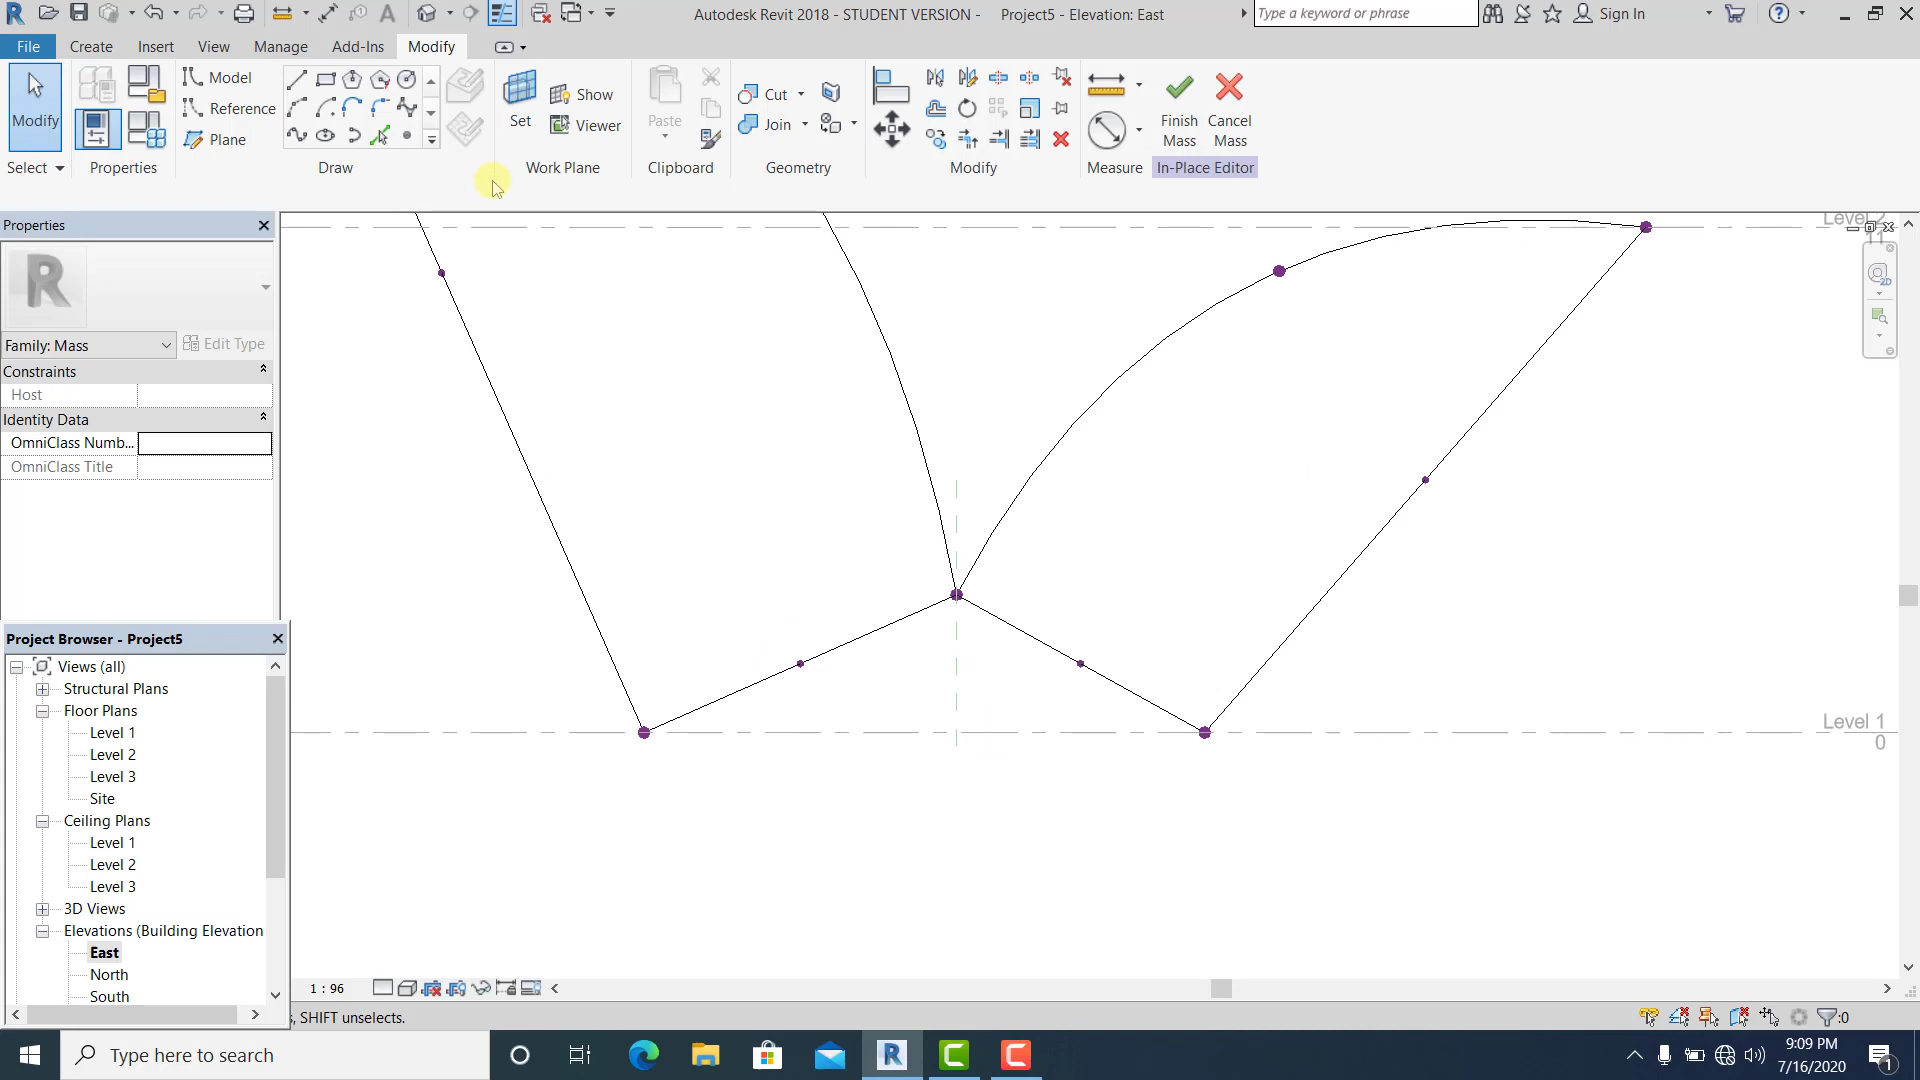 Autodesk Revit 2018 - STUDENT VERSION - Project5 - Elevation: East
Type a keyword or phrase
Sign In
File Create Insert View Manage Add-Ins Modify
Modify
Select
Properties
Model
Reference
Plane
Draw
Set
Show
Viewer
Work Plane
Paste
Clipboard
Cut
Join
Geometry
Modify
Measure
Finish Mass
Cancel Mass
In-Place Editor
Properties
Family: Mass
Edit Type
Constraints
Host
Identity Data
OmniClass Numb...
OmniClass Title
Project Browser - Project5
Views (all)
Structural Plans
Floor Plans
Level 1
Level 2
Level 3
Site
Ceiling Plans
Level 1
Level 2
Level 3
3D Views
Elevations (Building Elevation
East
North
South
Level 2
11
2D
Level 1
0
1 : 96
, SHIFT unselects.
:0
Type here to search
9:09 PM
7/16/2020
1